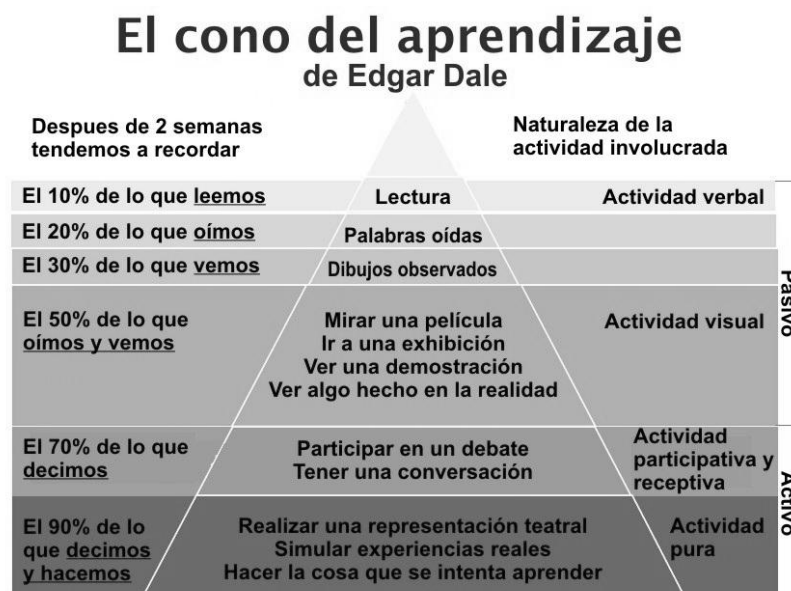 El cono del aprendizaje
de Edgar Dale
Despues de 2 semanas
tendemos a recordar
Naturaleza de la
actividad involucrada
El 10% de lo que leemos
Lectura
Actividad verbal
El 20% de lo que oímos
Palabras oídas
El 30% de lo que vemos
Dibujos observados
El 50% de lo que
oímos y vemos
Mirar una película
Ir a una exhibición
Ver una demostración
Ver algo hecho en la realidad
Actividad visual
Pasivo
El 70% de lo que
decimos
Participar en un debate
Tener una conversación
Actividad
participativa y
receptiva
El 90% de lo
que decimos
y hacemos
Realizar una representación teatral
Simular experiencias reales
Hacer la cosa que se intenta aprender
Actividad
pura
Activo